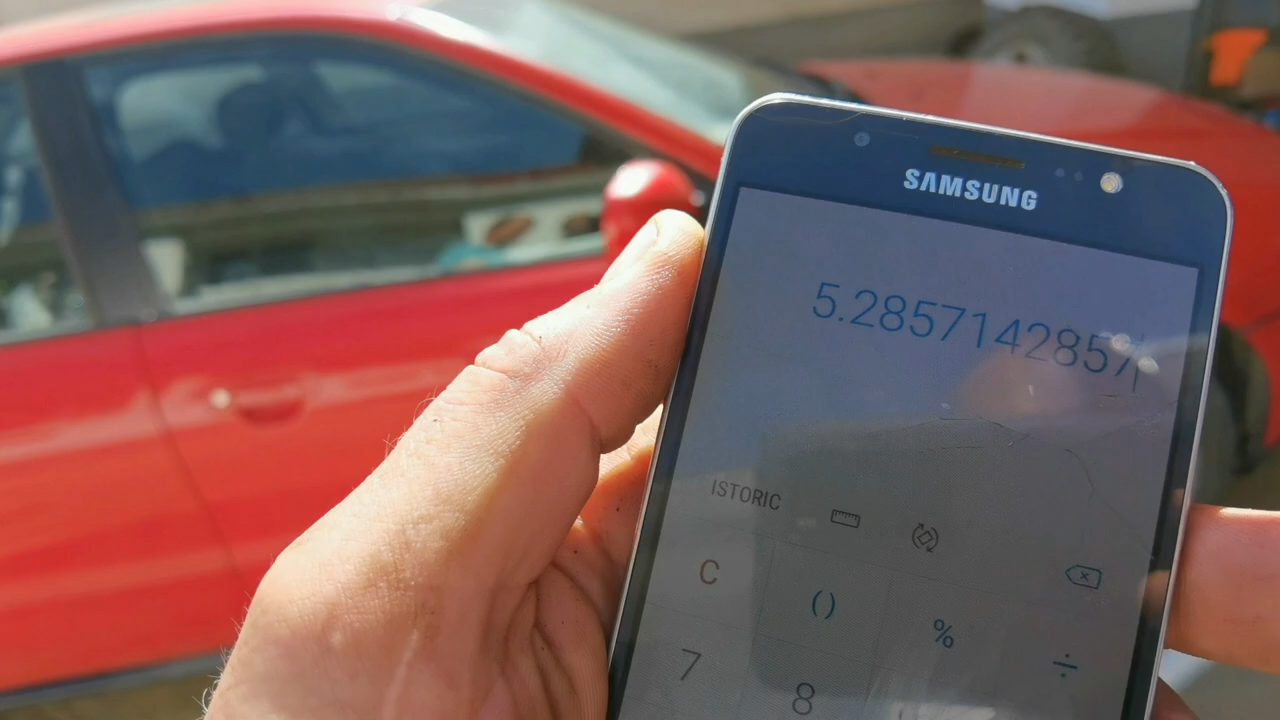 SAMSUNG
5.2857142857
ISTORIC
C
() % ÷
7
8